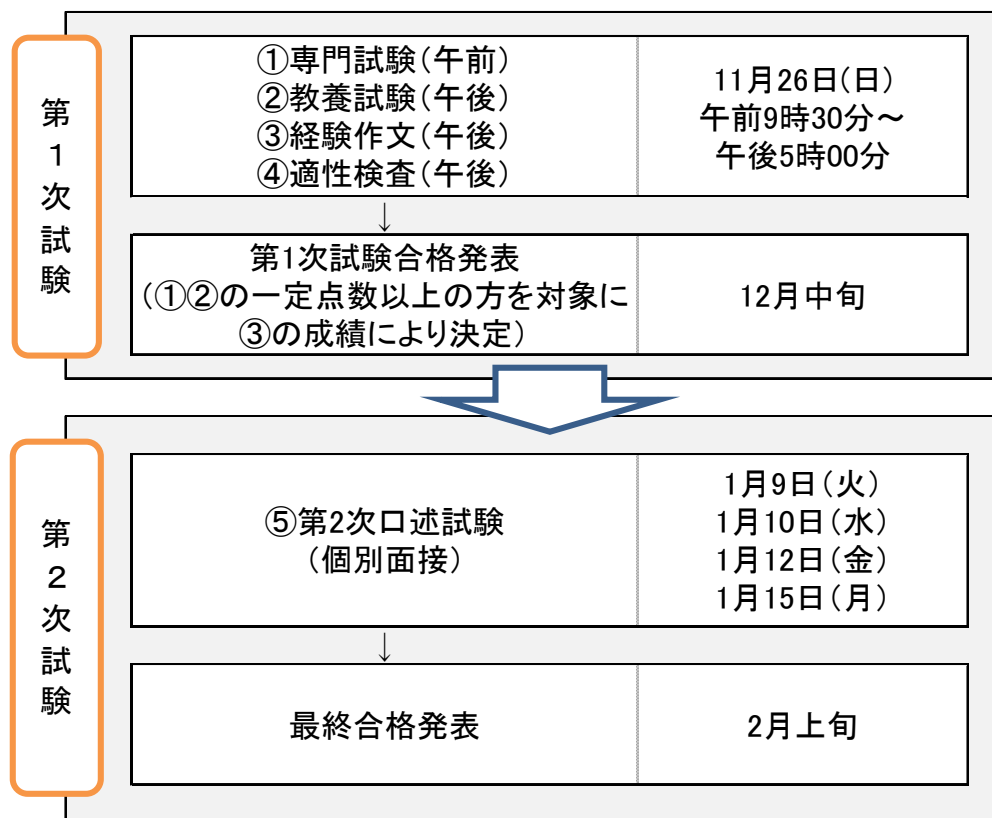 第1次試験
①専門試験(午前)
②教養試験(午後)
③経験作文(午後)
④適性検査(午後)
11月26日(日)
午前9時30分～
午後5時00分
↓
第1次試験合格発表
(①②の一定点数以上の方を対象に
③の成績により決定)
12月中旬
第2次試験
⑤第2次口述試験
(個別面接)
1月9日(火)
1月10日(水)
1月12日(金)
1月15日(月)
↓
最終合格発表
2月上旬